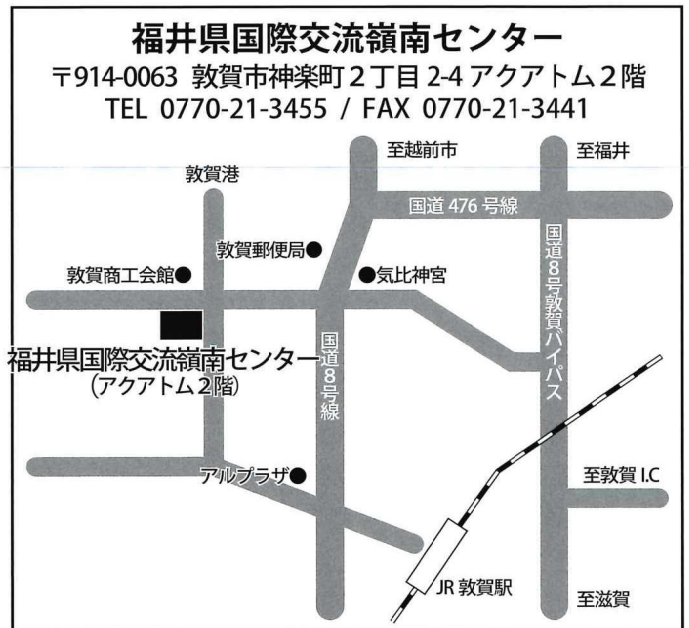 福井県国際交流嶺南センター
〒914-0063 敦賀市神楽町２丁目 2-4 アクアトム２階
TEL 0770-21-3455 / FAX 0770-21-3441
至越前市
至福井
敦賀港
国道 476 号線
敦賀郵便局
敦賀商工会館
気比神宮
国道８号敦賀バイパス
福井県国際交流嶺南センター
（アクアトム２階）
国道８号線
アルプラザ
至敦賀 I.C
JR 敦賀駅
至滋賀